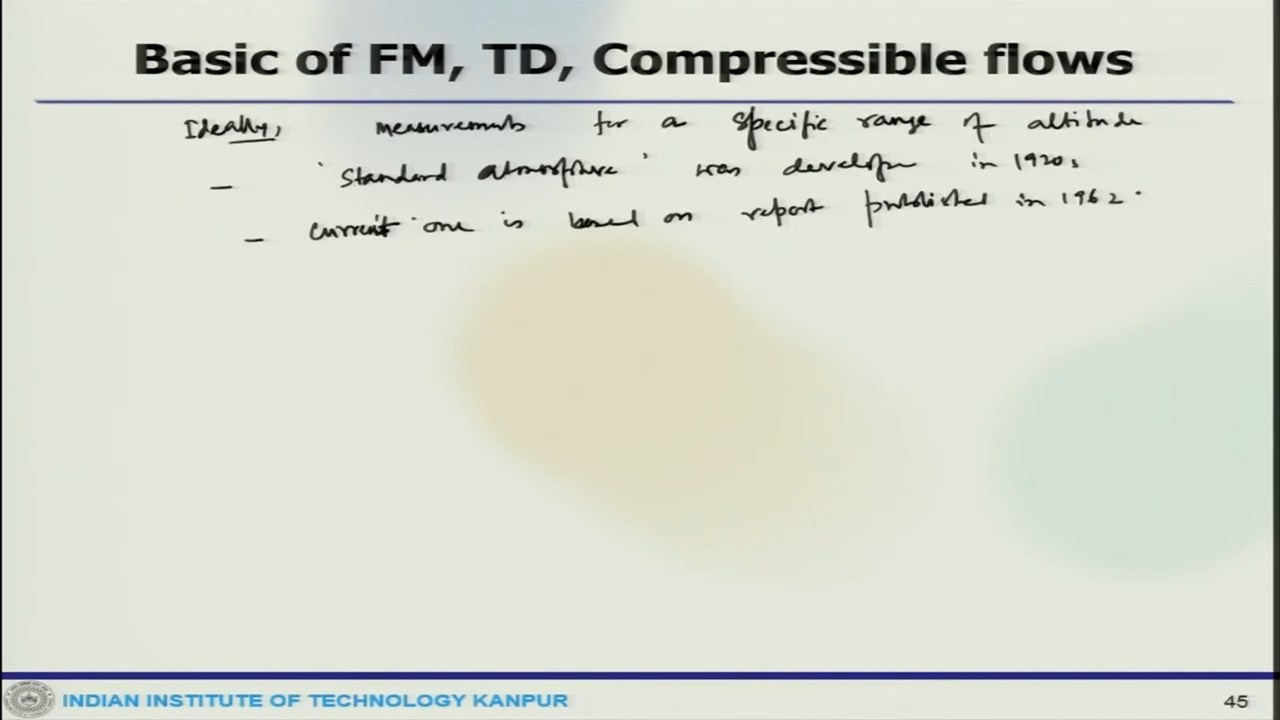 Basic of FM, TD, Compressible flows
Ideally, measurements for a specific range of altitude
- 'Standard atmosphere' was develope in 1920s
- current one is based on report published in 1962.
INDIAN INSTITUTE OF TECHNOLOGY KANPUR
45